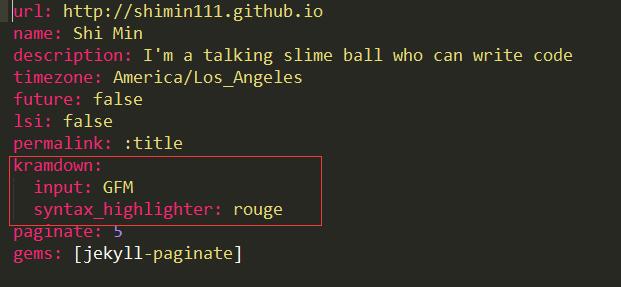 url: http://shimin111.github.io
name: Shi Min
description: I'm a talking slime ball who can write code
timezone: America/Los_Angeles
future: false
lsi: false
permalink: :title
kramdown:
  input: GFM
  syntax_highlighter: rouge
paginate: 5
gems: [jekyll-paginate]